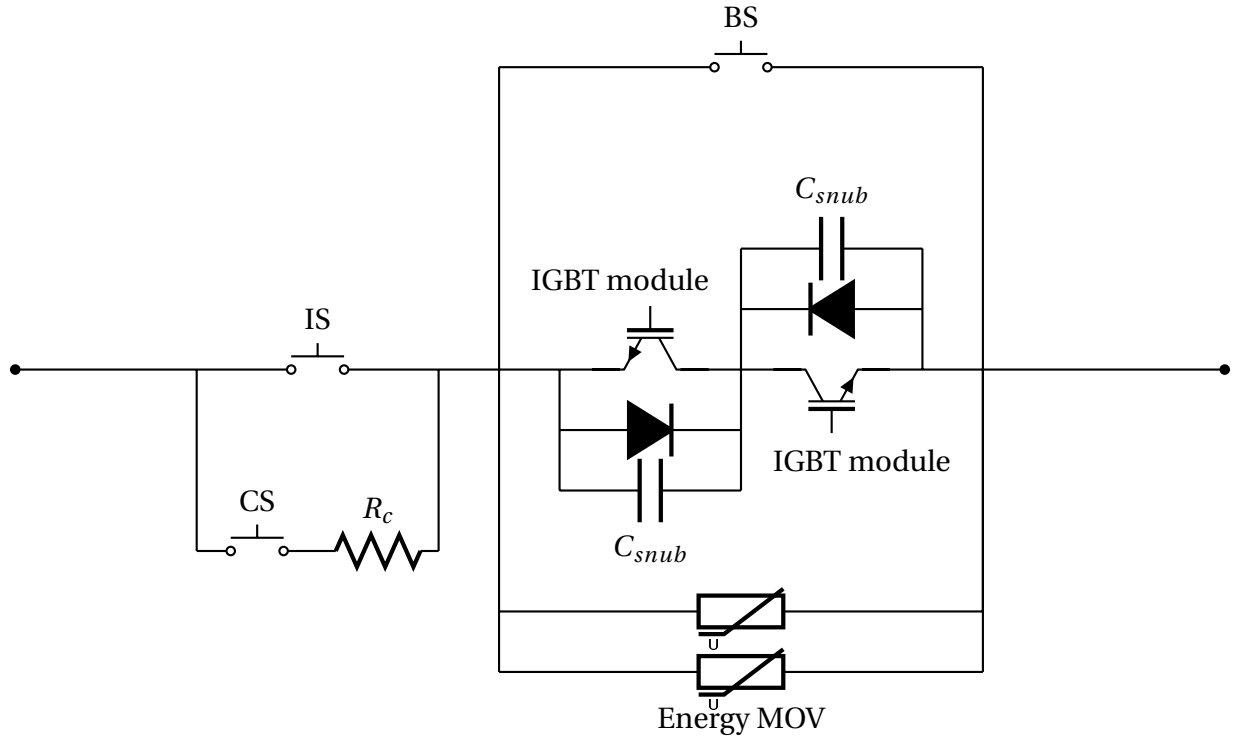 BS
C_snub
IGBT module
IS
IGBT module
CS
R_c
C_snub
U
U
Energy MOV